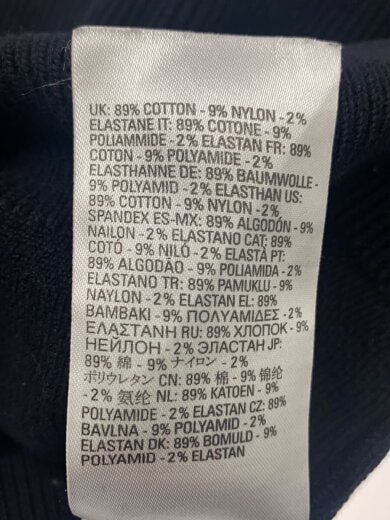 UK: 89% COTTON - 9% NYLON - 2%
ELASTANE IT: 89% COTONE - 9%
POLIAMMIDE - 2% ELASTAN FR: 89%
COTON - 9% POLYAMIDE - 2%
ELASTHANNE DE: 89% BAUMWOLLE -
9% POLYAMID - 2% ELASTHAN US:
89% COTTON - 9% NYLON - 2%
SPANDEX ES-MX: 89% ALGODÓN - 9%
NAILON - 2% ELASTANO CAT: 89%
COTÓ - 9% NILÓ - 2% ELASTÀ PT:
89% ALGODÃO - 9% POLIAMIDA - 2%
ELASTANO TR: 89% PAMUKLU - 9%
NAYLON - 2% ELASTAN EL: 89%
ΒΑΜΒΑΚΙ - 9% ΠΟΛΥΑΜΙΔΕΣ - 2%
ΕΛΑΣΤΑΝΗ RU: 89% ХЛОПОК - 9%
НЕЙЛОН - 2% ЭЛАСТАН JP:
89% 綿 - 9% ナイロン - 2%
ポリウレタン CN: 89% 棉 - 9% 锦纶
- 2% 氨纶 NL: 89% KATOEN - 9%
POLYAMIDE - 2% ELASTAN CZ: 89%
BAVLNA - 9% POLYAMID - 2%
ELASTAN DK: 89% BOMULD - 9%
POLYAMID - 2% ELASTAN